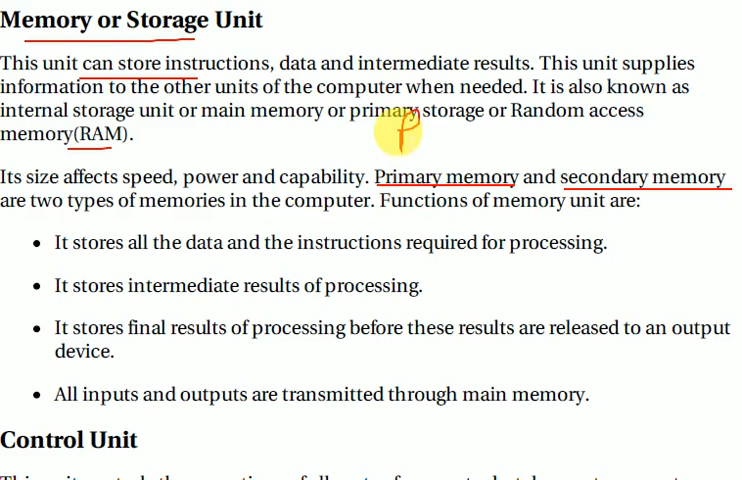 Memory or Storage Unit
This unit can store instructions, data and intermediate results. This unit supplies
information to the other units of the computer when needed. It is also known as
internal storage unit or main memory or primary storage or Random access
memory(RAM).
P
Its size affects speed, power and capability. Primary memory and secondary memory
are two types of memories in the computer. Functions of memory unit are:
• It stores all the data and the instructions required for processing.
• It stores intermediate results of processing.
• It stores final results of processing before these results are released to an output
device.
• All inputs and outputs are transmitted through main memory.
Control Unit